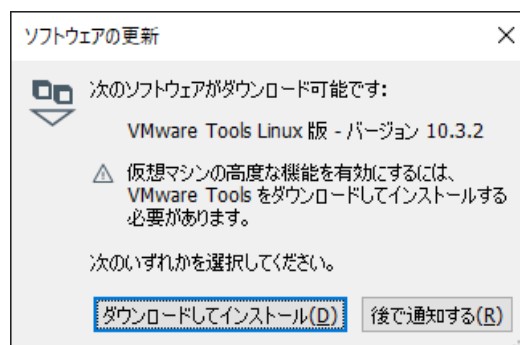 ソフトウェアの更新
次のソフトウェアがダウンロード可能です:
VMware Tools Linux 版 - バージョン 10.3.2
仮想マシンの高度な機能を有効にするには、
VMware Tools をダウンロードしてインストールする
必要があります。
次のいずれかを選択してください。
ダウンロードしてインストール(D) 後で通知する(R)